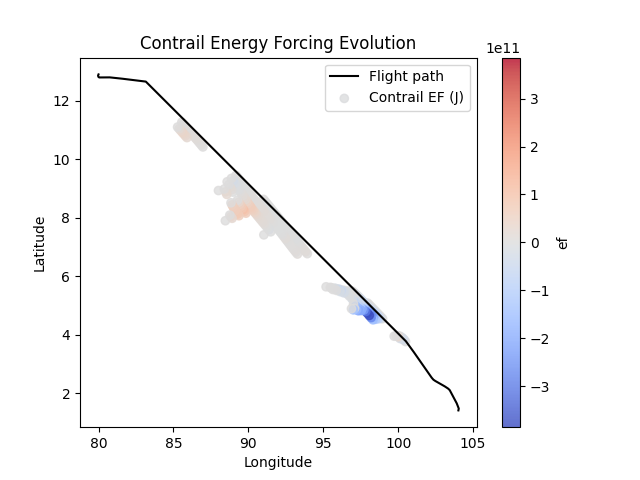 Contrail Energy Forcing Evolution
1e11
Flight path
Contrail EF (J)
12
10
8
6
4
2
Latitude
80
85
90
95
100
105
Longitude
3
2
1
0
−1
−2
−3
ef